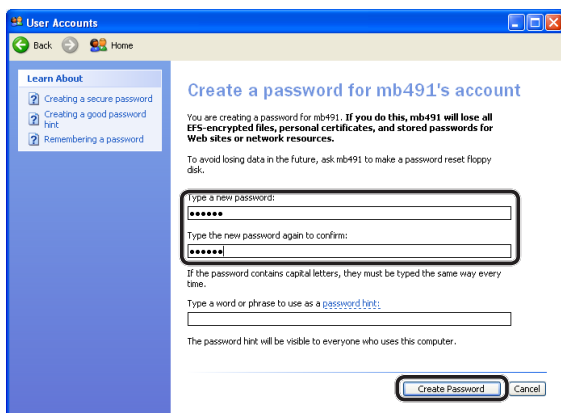 User Accounts
Back Home
Learn About
Creating a secure password
Creating a good password
hint
Remembering a password
Create a password for mb491's account
You are creating a password for mb491. If you do this, mb491 will lose all
EFS-encrypted files, personal certificates, and stored passwords for
Web sites or network resources.
To avoid losing data in the future, ask mb491 to make a password reset floppy
disk.
Type a new password:
••••••
Type the new password again to confirm:
••••••
If the password contains capital letters, they must be typed the same way every
time.
Type a word or phrase to use as a password hint:
The password hint will be visible to everyone who uses this computer.
Create Password Cancel